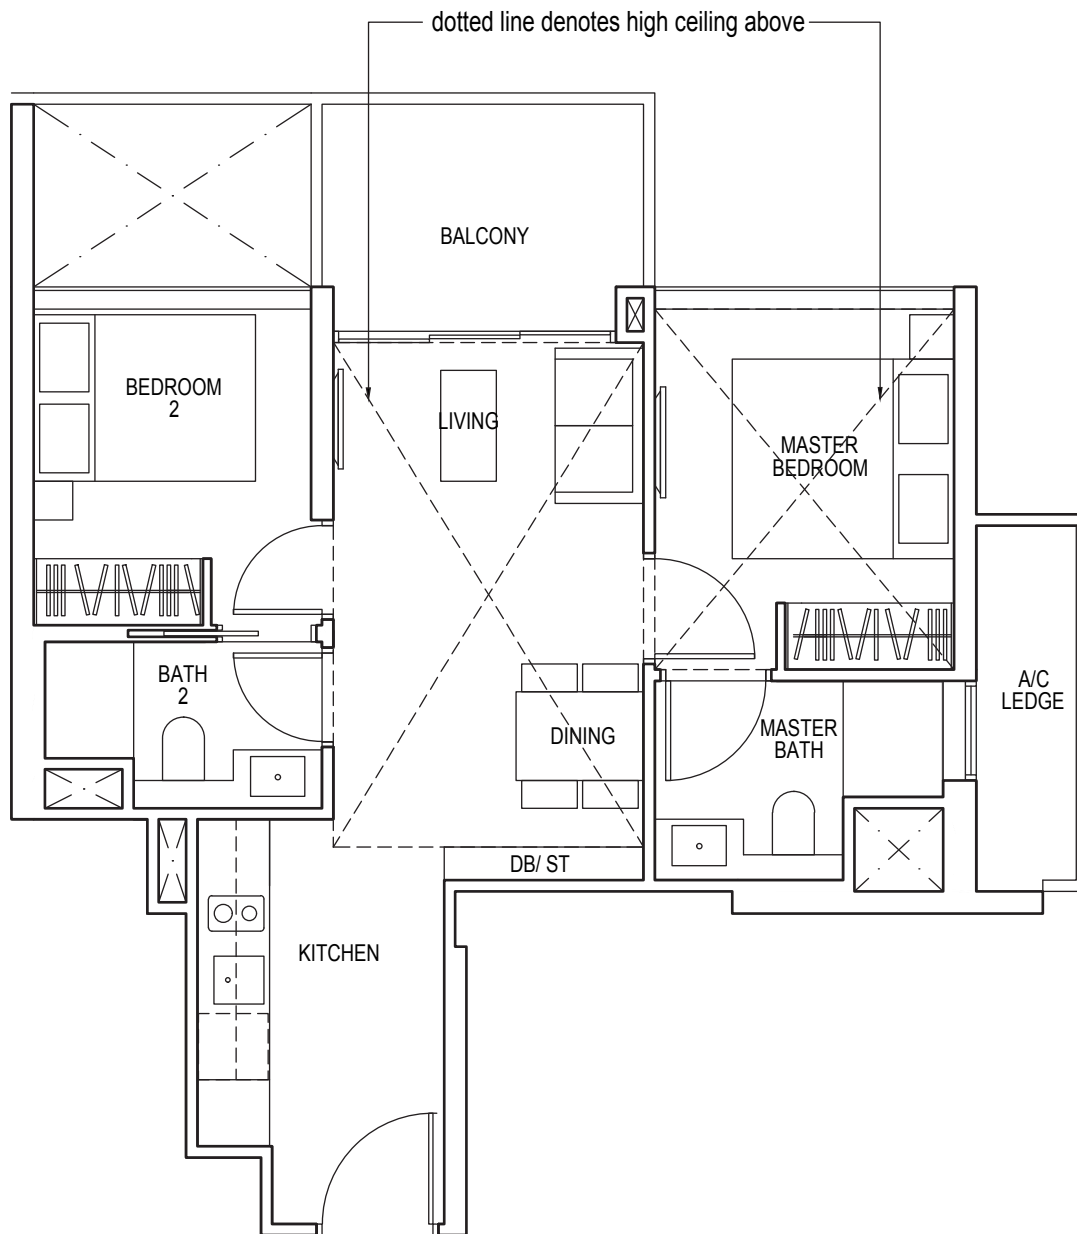 dotted line denotes high ceiling above
BALCONY
BEDROOM
2
LIVING
MASTER
BEDROOM
BATH
2
DINING
MASTER
BATH
A/C
LEDGE
DB/ ST
KITCHEN